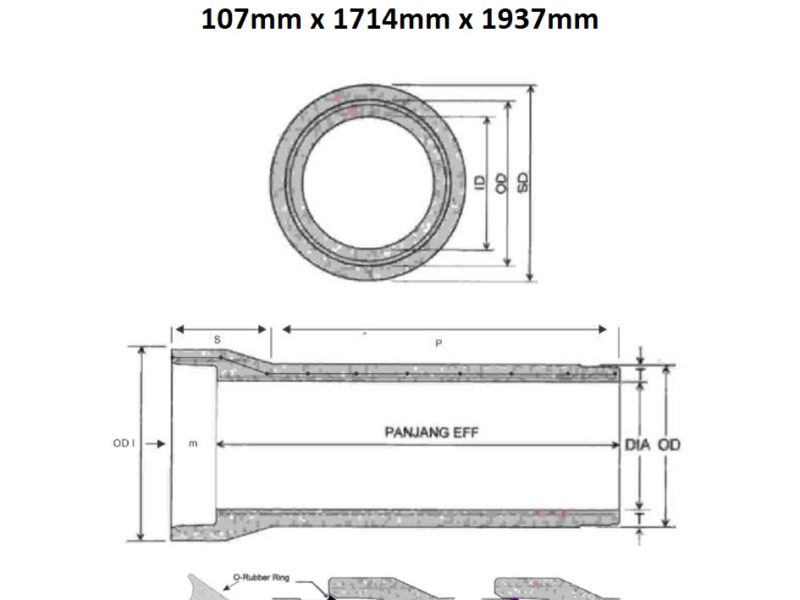 107mm x 1714mm x 1937mm
ID
OD
SD
S
P
OD I
m
PANJANG EFF
DIA
OD
T
T
O-Rubber Ring